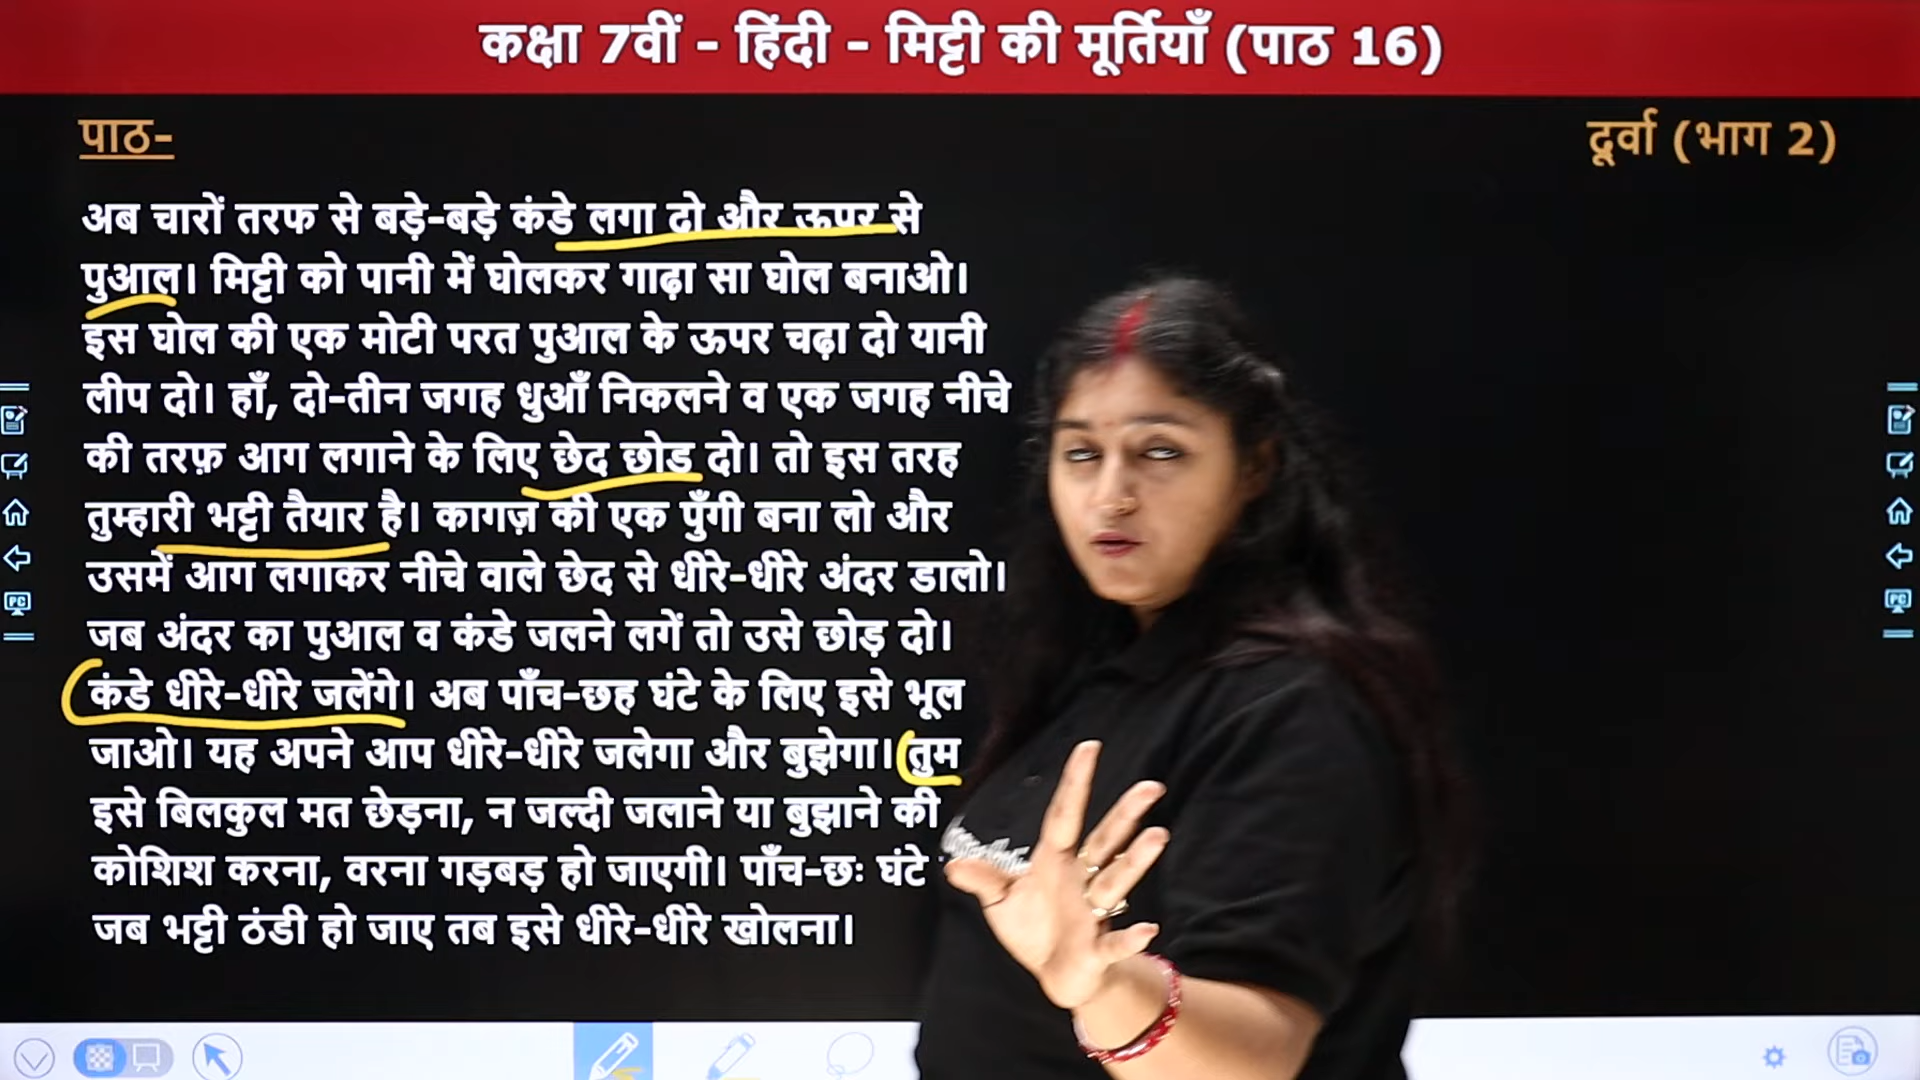 कक्षा 7वीं - हिंदी - मिट्टी की मूर्तियाँ (पाठ 16)
पाठ-
दूर्वा (भाग 2)
अब चारों तरफ से बड़े-बड़े कंडे लगा दो और ऊपर से
पुआल। मिट्टी को पानी में घोलकर गाढ़ा सा घोल बनाओ।
इस घोल की एक मोटी परत पुआल के ऊपर चढ़ा दो यानी
लीप दो। हाँ, दो-तीन जगह धुआँ निकलने व एक जगह नीचे
की तरफ़ आग लगाने के लिए छेद छोड दो। तो इस तरह
तुम्हारी भट्टी तैयार है। कागज़ की एक पुँगी बना लो और
उसमें आग लगाकर नीचे वाले छेद से धीरे-धीरे अंदर डालो।
जब अंदर का पुआल व कंडे जलने लगें तो उसे छोड़ दो।
कंडे धीरे-धीरे जलेंगे। अब पाँच-छह घंटे के लिए इसे भूल
जाओ। यह अपने आप धीरे-धीरे जलेगा और बुझेगा। तुम
इसे बिलकुल मत छेड़ना, न जल्दी जलाने या बुझाने की
कोशिश करना, वरना गड़बड़ हो जाएगी। पाँच-छः घंटे
जब भट्टी ठंडी हो जाए तब इसे धीरे-धीरे खोलना।
PC
PC